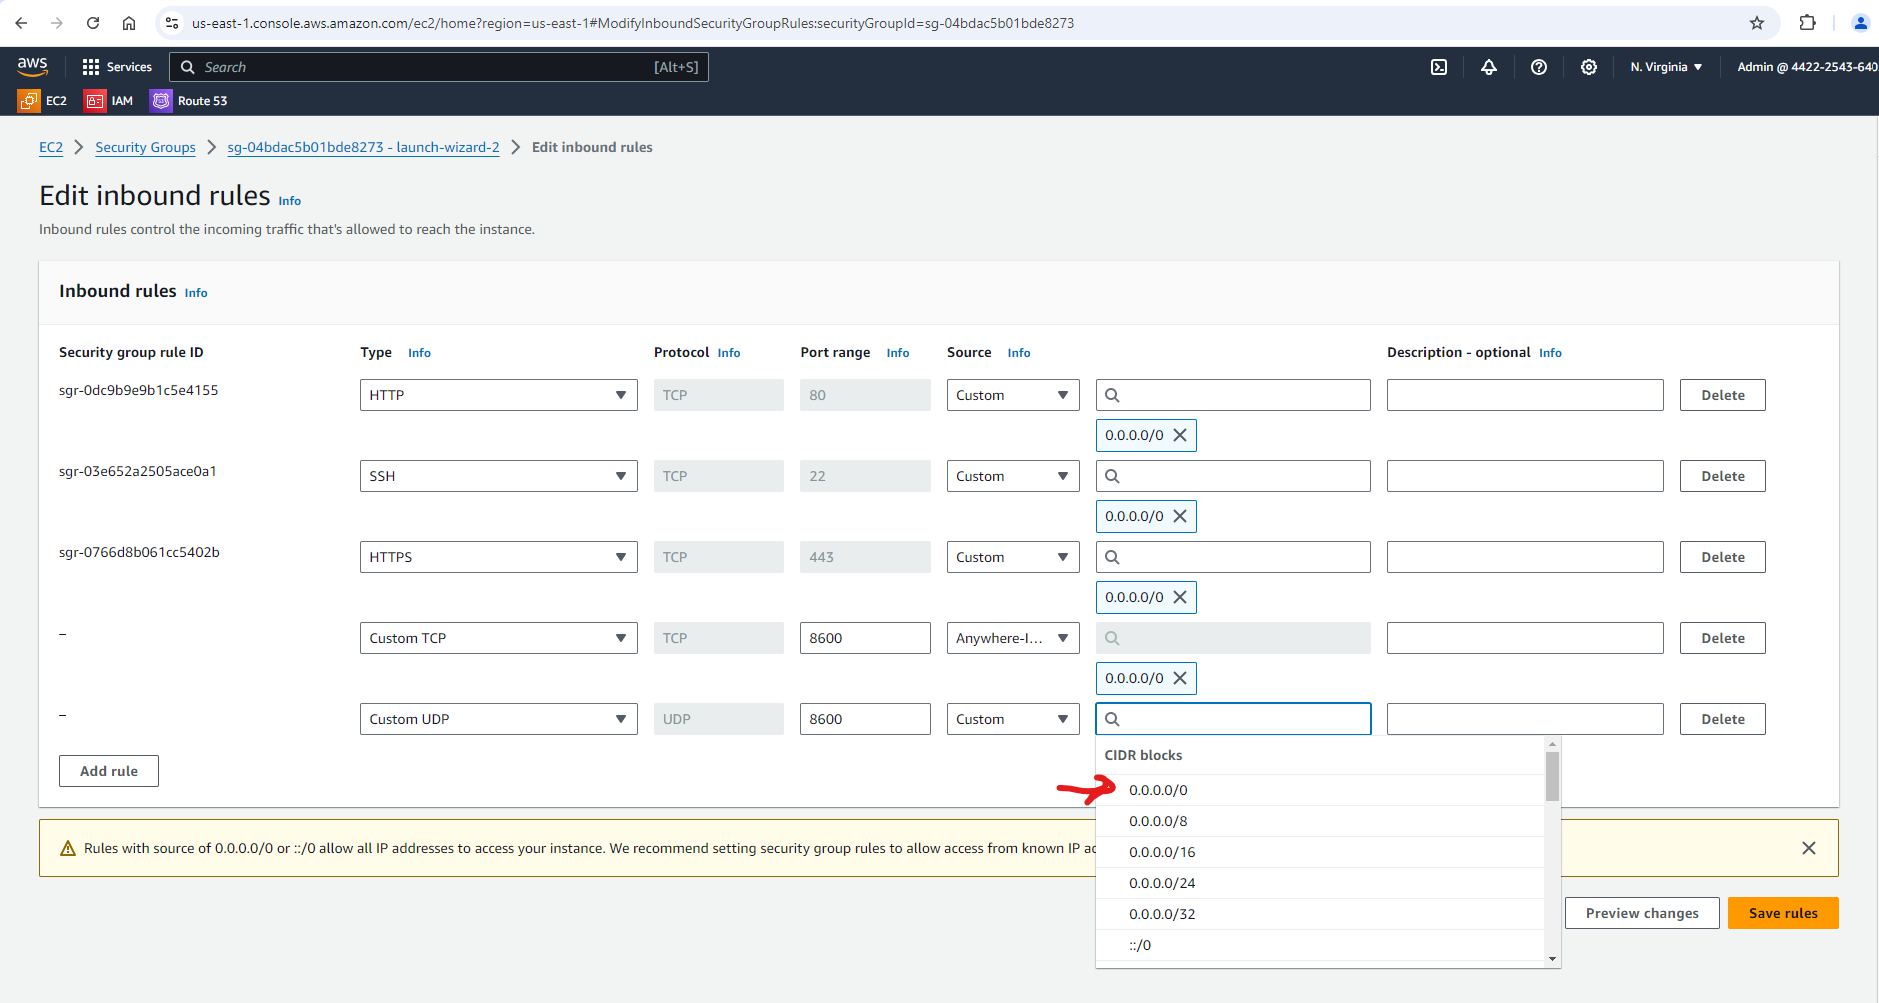 us-east-1.console.aws.amazon.com/ec2/home?region=us-east-1#ModifyInboundSecurityGroupRules:securityGroupId=sg-04bdac5b01bde8273
aws Services Search [Alt+S] N. Virginia Admin @ 4422-2543-640
EC2 IAM Route 53
EC2 Security Groups sg-04bdac5b01bde8273 - launch-wizard-2 Edit inbound rules
Edit inbound rules Info
Inbound rules control the incoming traffic that's allowed to reach the instance.
Inbound rules Info
Security group rule ID Type Info Protocol Info Port range Info Source Info Description - optional Info
sgr-0dc9b9e9b1c5e4155 HTTP TCP 80 Custom Delete
0.0.0.0/0
sgr-03e652a2505ace0a1 SSH TCP 22 Custom Delete
0.0.0.0/0
sgr-0766d8b061cc5402b HTTPS TCP 443 Custom Delete
0.0.0.0/0
– Custom TCP TCP 8600 Anywhere-I... Delete
0.0.0.0/0
– Custom UDP UDP 8600 Custom Delete
CIDR blocks
Add rule
0.0.0.0/0
0.0.0.0/8
Rules with source of 0.0.0.0/0 or ::/0 allow all IP addresses to access your instance. We recommend setting security group rules to allow access from known IP
0.0.0.0/16
0.0.0.0/24
0.0.0.0/32
Preview changes Save rules
::/0